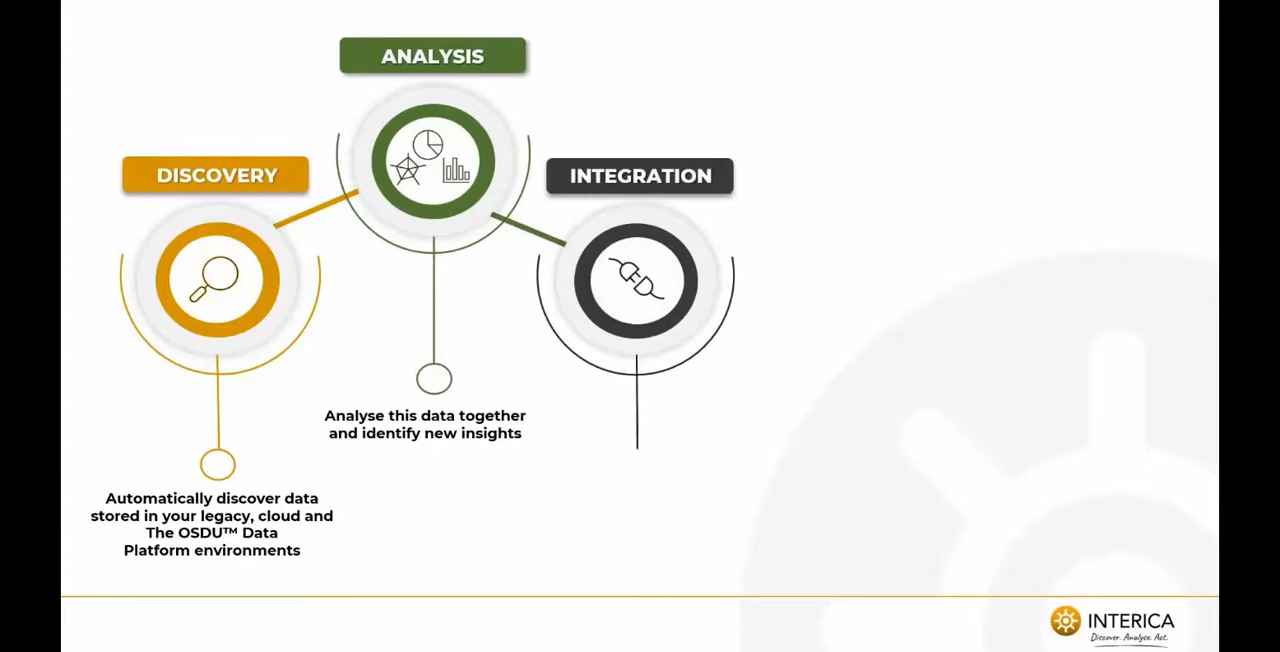 ANALYSIS
DISCOVERY
INTEGRATION
Analyse this data together
and identify new insights
Automatically discover data
stored in your legacy, cloud and
The OSDU™ Data
Platform environments
INTERICA
Discover. Analyse. Act.